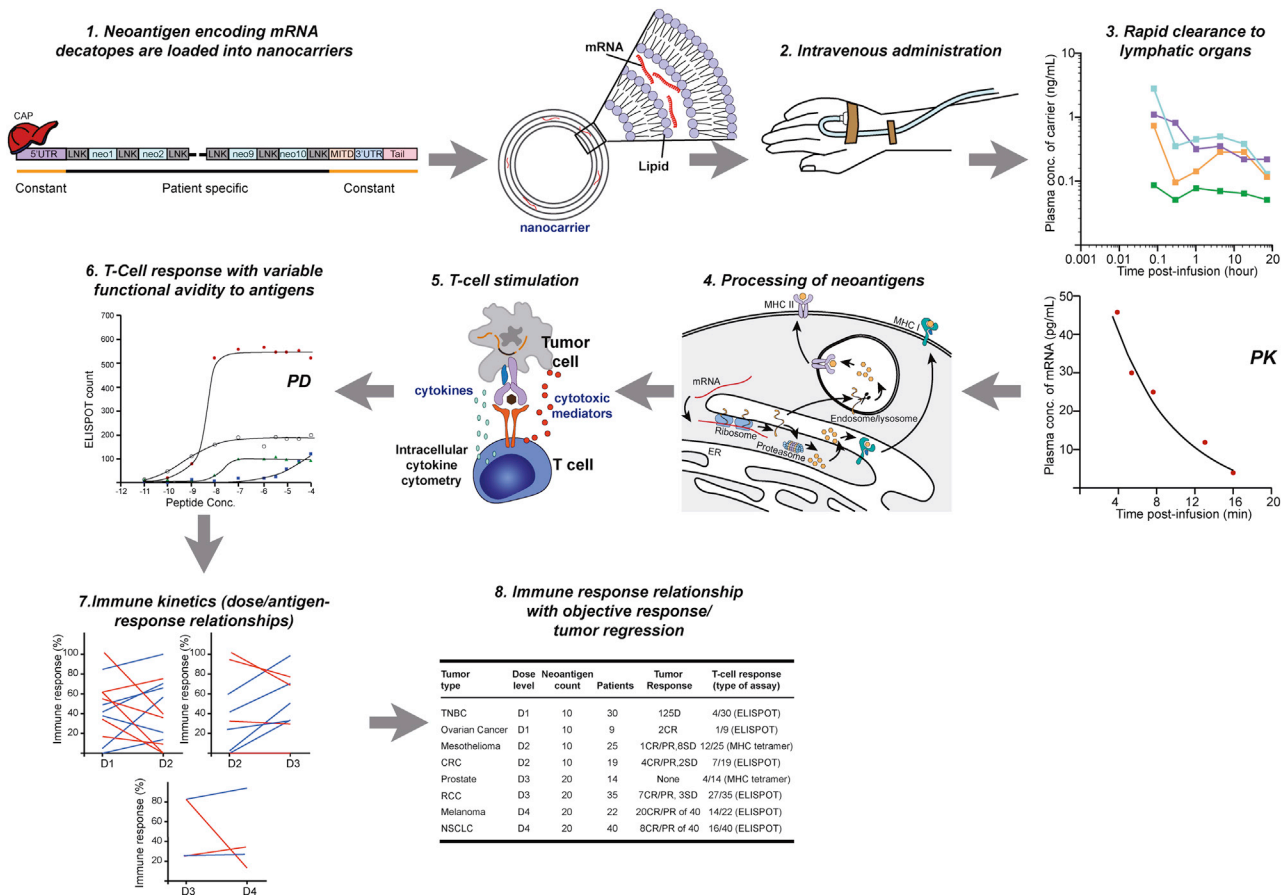 1. Neoantigen encoding mRNA
decatopes are loaded into nanocarriers
CAP
5'UTR LNK neo1 LNK neo2 LNK LNK neo9 LNK neo10 LNK MITD 3'UTR Tail
Constant Patient specific Constant
mRNA
Lipid
nanocarrier
2. Intravenous administration
3. Rapid clearance to
lymphatic organs
Plasma conc. of carrier (ng/mL)
10
1
0.1
0.001 0.01 0.1 1 10 70
Time post-infusion (hour)
PK
Plasma conc. of mRNA (pg/mL)
50
40
30
20
10
4 8 12 16 20
Time post-infusion (min)
4. Processing of neoantigens
MHC II
MHC I
mRNA
Endosome/lysosome
Ribosome
Proteasome
ER
5. T-cell stimulation
Tumor
cell
cytokines
cytotoxic
mediators
Intracellular
cytokine
cytometry
T cell
6. T-Cell response with variable
functional avidity to antigens
PD
ELISPOT count
700
600
500
400
300
200
100
-12 -11 -10 -9 -8 -7 -6 -5 -4
Peptide Conc.
7.Immune kinetics (dose/antigen-
response relationships)
Immune response (%)
100
80
60
40
20
D1 D2
Immune response (%)
100
80
60
40
20
D2 D3
Immune response (%)
80
60
40
20
D3 D4
8. Immune response relationship
with objective response/
tumor regression
Tumor Dose Neoantigen Tumor T-cell response
type level count Patients Response (type of assay)
TNBC D1 10 30 125D 4/30 (ELISPOT)
Ovarian Cancer D1 10 9 2CR 1/9 (ELISPOT)
Mesothelioma D2 10 25 1CR/PR,8SD 12/25 (MHC tetramer)
CRC D2 10 19 4CR/PR,2SD 7/19 (ELISPOT)
Prostate D3 20 14 None 4/14 (MHC tetramer)
RCC D3 20 35 7CR/PR, 3SD 27/35 (ELISPOT)
Melanoma D4 20 22 20CR/PR of 40 14/22 (ELISPOT)
NSCLC D4 20 40 8CR/PR of 40 16/40 (ELISPOT)